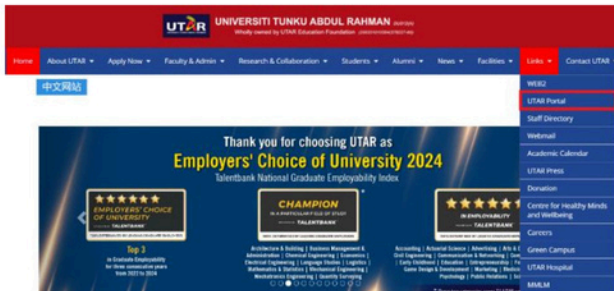 UTAR UNIVERSITI TUNKU ABDUL RAHMAN
Wholly owned by UTAR Education Foundation
Home About UTAR Apply Now Faculty & Admin Research & Collaboration Students Alumni News Facilities Links Contact UTAR
中文网站
WEB2
UTAR Portal
Staff Directory
Webmail
Academic Calendar
UTAR Press
Donation
Centre for Healthy Minds
and Wellbeing
Careers
Green Campus
UTAR Hospital
MMLM
Thank you for choosing UTAR as
Employers' Choice of University 2024
Talentbank National Graduate Employability Index
EMPLOYERS' CHOICE
OF UNIVERSITY
TALENTBANK
Top 3
in Graduate Employability
for three consecutive years
from 2022 to 2024
CHAMPION
IN A PARTICULAR FIELD OF STUDY
TALENTBANK
Architecture & Building | Business Management &
Administration | Chemical Engineering | Economics |
Electrical Engineering | Language Studies | Logistics |
Mathematics & Statistics | Mechanical Engineering |
Mechatronics Engineering | Quantity Surveying
IN EMPLOYABILITY
TALENTBANK
Accounting | Actuarial Science | Advertising |
Civil Engineering | Communication & Networking |
Early Childhood | Education | Entrepreneurship |
Game Design & Development | Marketing |
Psychology | Public Relations |